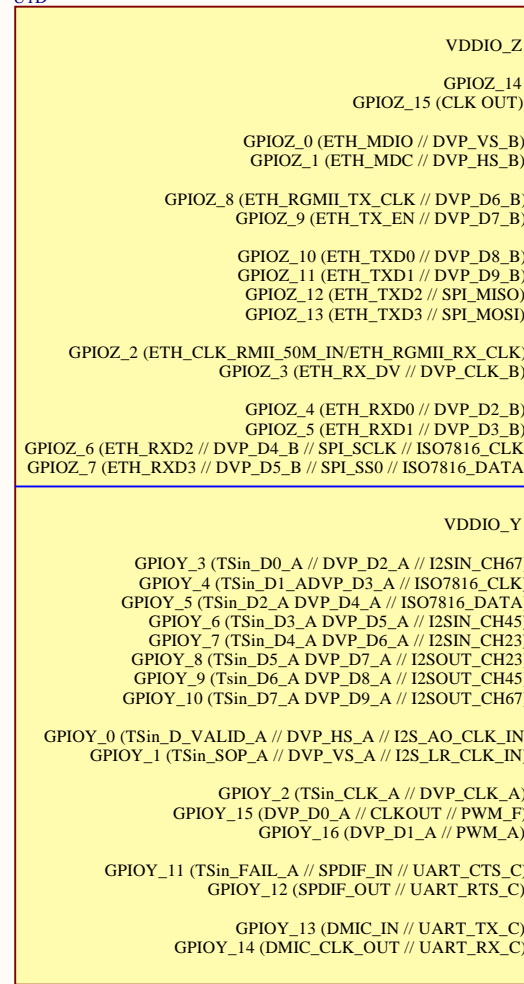 VDDIO_Z
GPIOZ_14
GPIOZ_15 (CLK OUT)
GPIOZ_0 (ETH_MDIO // DVP_VS_B)
GPIOZ_1 (ETH_MDC // DVP_HS_B)
GPIOZ_8 (ETH_RGMII_TX_CLK // DVP_D6_B)
GPIOZ_9 (ETH_TX_EN // DVP_D7_B)
GPIOZ_10 (ETH_TXD0 // DVP_D8_B)
GPIOZ_11 (ETH_TXD1 // DVP_D9_B)
GPIOZ_12 (ETH_TXD2 // SPI_MISO)
GPIOZ_13 (ETH_TXD3 // SPI_MOSI)
GPIOZ_2 (ETH_CLK_RMII_50M_IN/ETH_RGMII_RX_CLK)
GPIOZ_3 (ETH_RX_DV // DVP_CLK_B)
GPIOZ_4 (ETH_RXD0 // DVP_D2_B)
GPIOZ_5 (ETH_RXD1 // DVP_D3_B)
GPIOZ_6 (ETH_RXD2 // DVP_D4_B // SPI_SCLK // ISO7816_CLK
GPIOZ_7 (ETH_RXD3 // DVP_D5_B // SPI_SS0 // ISO7816_DATA
VDDIO_Y
GPIOY_3 (TSin_D0_A // DVP_D2_A // I2SIN_CH67)
GPIOY_4 (TSin_D1_ADVP_D3_A // ISO7816_CLK)
GPIOY_5 (TSin_D2_A DVP_D4_A // ISO7816_DATA)
GPIOY_6 (TSin_D3_A DVP_D5_A // I2SIN_CH45)
GPIOY_7 (TSin_D4_A DVP_D6_A // I2SIN_CH23)
GPIOY_8 (TSin_D5_A DVP_D7_A // I2SOUT_CH23)
GPIOY_9 (Tsin_D6_A DVP_D8_A // I2SOUT_CH45)
GPIOY_10 (Tsin_D7_A DVP_D9_A // I2SOUT_CH67)
GPIOY_0 (TSin_D_VALID_A // DVP_HS_A // I2S_AO_CLK_IN)
GPIOY_1 (TSin_SOP_A // DVP_VS_A // I2S_LR_CLK_IN)
GPIOY_2 (TSin_CLK_A // DVP_CLK_A)
GPIOY_15 (DVP_D0_A // CLKOUT // PWM_F)
GPIOY_16 (DVP_D1_A // PWM_A)
GPIOY_11 (TSin_FAIL_A // SPDIF_IN // UART_CTS_C)
GPIOY_12 (SPDIF_OUT // UART_RTS_C)
GPIOY_13 (DMIC_IN // UART_TX_C)
GPIOY_14 (DMIC_CLK_OUT // UART_RX_C)